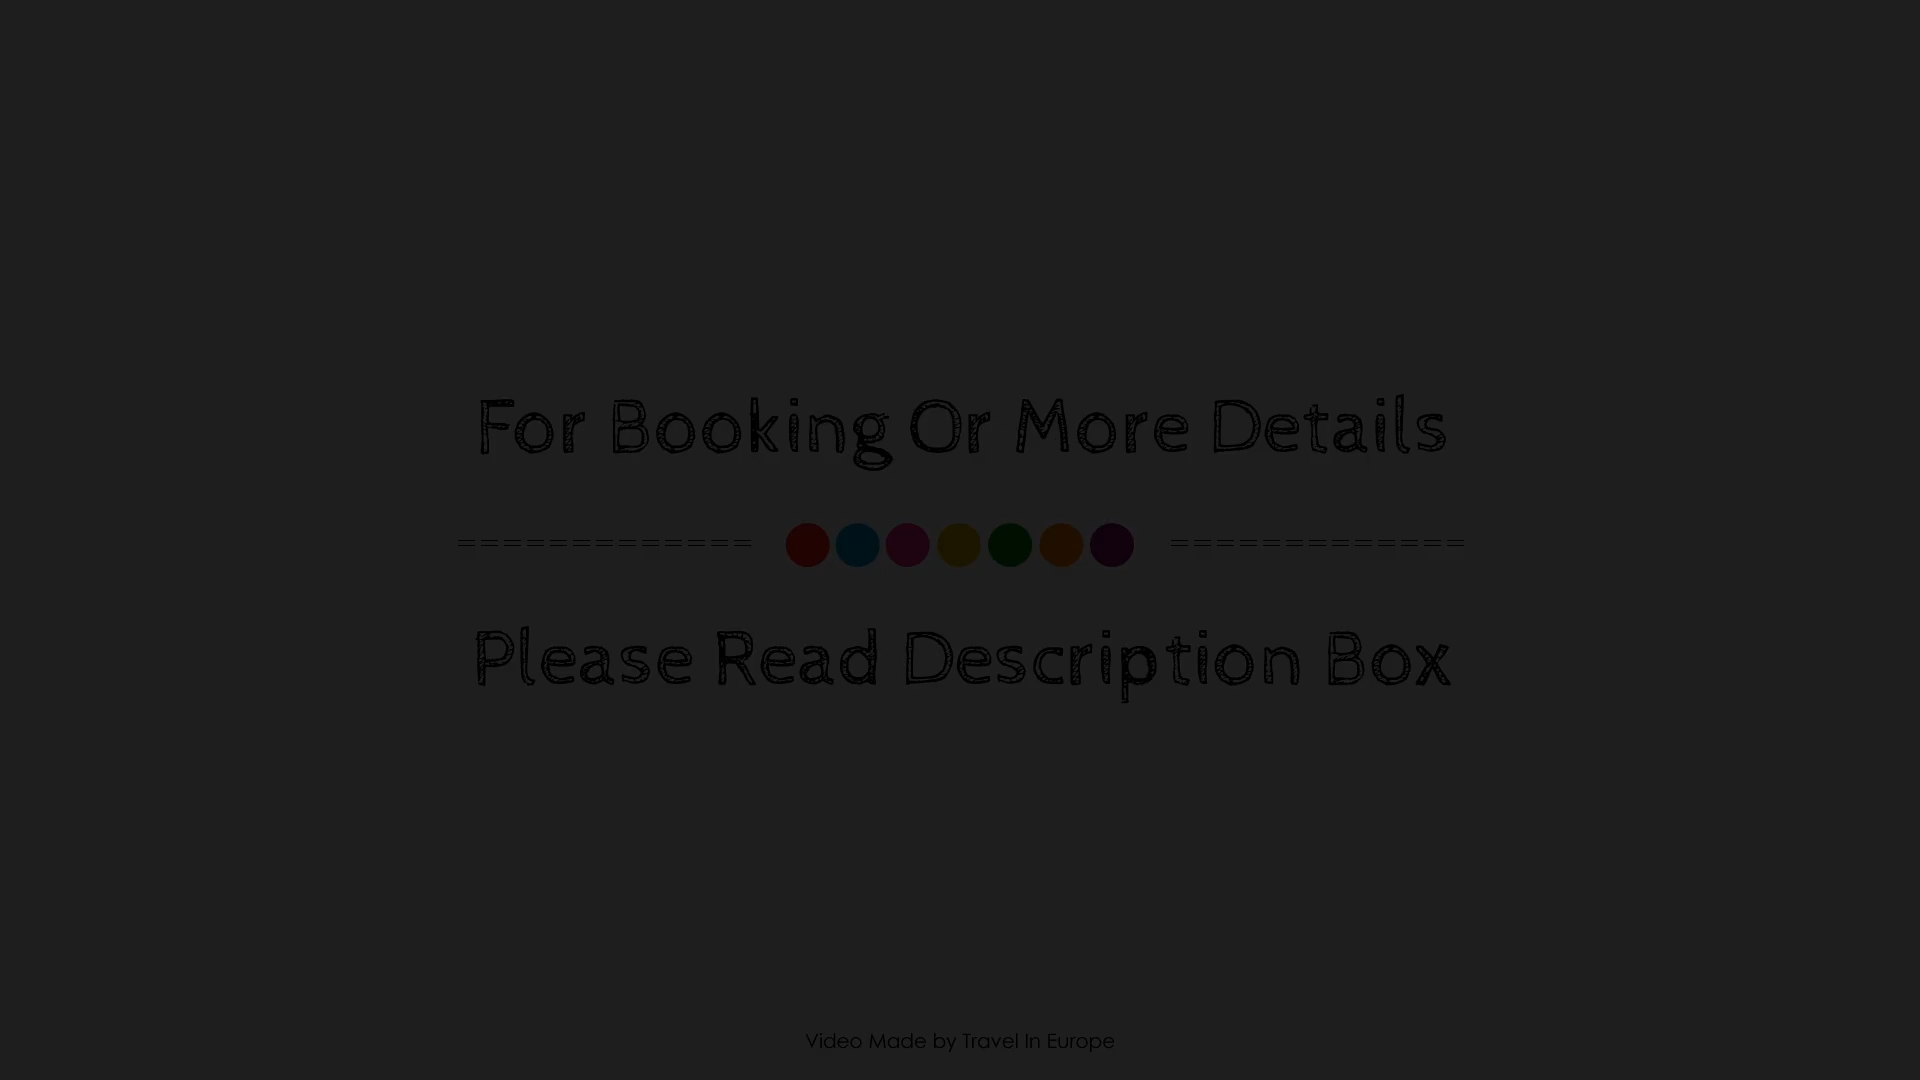 For Booking Or More Details
============= =============
Please Read Description Box
Video Made by Travel In Europe